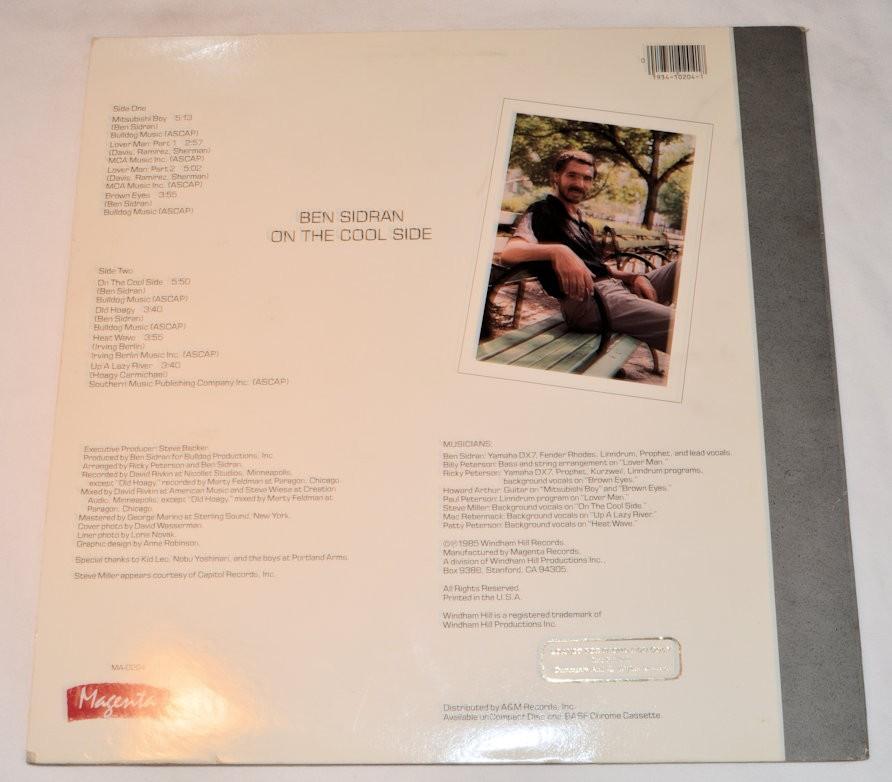 0
1934-10204-1
Side One
Mitsubishi Boy 5:13
(Ben Sidran)
Bulldog Music (ASCAP)
Lover Man: Part 1 2:57
(Davis, Ramirez, Sherman)
MCA Music Inc. (ASCAP)
Lover Man: Part 2 5:02
(Davis, Ramirez, Sherman)
MCA Music Inc. (ASCAP)
Brown Eyes 3:55
(Ben Sidran)
Bulldog Music (ASCAP)
BEN SIDRAN
ON THE COOL SIDE
Side Two
On The Cool Side 5:50
(Ben Sidran)
Bulldog Music (ASCAP)
Old Hoagy 3:40
(Ben Sidran)
Bulldog Music (ASCAP)
Heat Wave 3:55
(Irving Berlin)
Irving Berlin Music Inc. (ASCAP)
Up A Lazy River 3:40
(Hoagy Carmichael)
Southern Music Publishing Company Inc. (ASCAP)
Executive Producer: Steve Backer
Produced by Ben Sidran for Bulldog Productions, Inc.
Arranged by Ricky Peterson and Ben Sidran.
Recorded by David Rivkin at Nicollet Studios, Minneapolis,
except "Old Hoagy," recorded by Murty Feldman at Paragon, Chicago.
Mixed by David Rivkin at American Music and Steve Wiese at Creation
Audio, Minneapolis; except "Old Hoagy," mixed by Marty Feldman at
Paragon, Chicago.
Mastered by George Marino at Sterling Sound, New York.
Cover photo by David Wasserman.
Liner photo by Lorie Novak.
Graphic design by Anne Robinson.
Special thanks to Kid Leo, Nobu Yoshinari, and the boys at Portland Arms.
Steve Miller appears courtesy of Capitol Records, Inc.
MUSICIANS:
Ben Sidran: Yamaha DX7, Fender Rhodes, Linndrum, Prophet, and lead vocals.
Billy Peterson: Bass and string arrangement on "Lover Man."
Ricky Peterson: Yamaha DX7, Prophet, Kurzweil, Linndrum programs,
background vocals on "Brown Eyes."
Howard Arthur: Guitar on "Mitsubishi Boy" and "Brown Eyes."
Paul Peterson: Linndrum program on "Lover Man."
Steve Miller: Background vocals on "On The Cool Side."
Mac Rebennack: Background vocals on "Up A Lazy River."
Patty Peterson: Background vocals on "Heat Wave."
©℗1985 Windham Hill Records.
Manufactured by Magenta Records,
A division of Windham Hill Productions Inc.,
Box 9388, Stanford, CA 94305.
All Rights Reserved.
Printed in the U.S.A.
Windham Hill is a registered trademark of
Windham Hill Productions Inc.
MA-0204
Magenta
Distributed by A&M Records, Inc.
Available on Compact Disc and BASF Chrome Cassette.